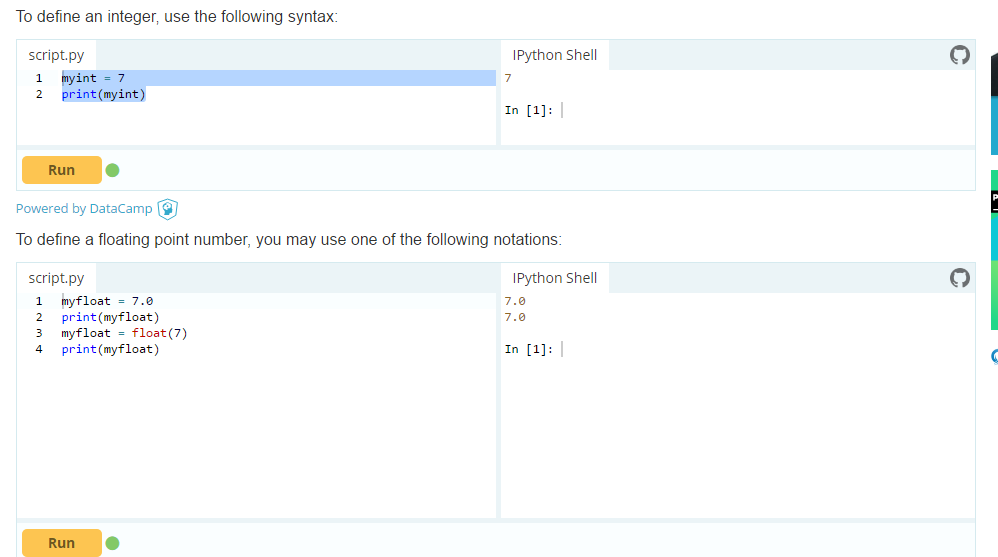 To define an integer, use the following syntax:
script.py
IPython Shell
1 myint = 7
2 print(myint)
7
In [1]:
Run
Powered by DataCamp
To define a floating point number, you may use one of the following notations:
script.py
IPython Shell
1 myfloat = 7.0
2 print(myfloat)
3 myfloat = float(7)
4 print(myfloat)
7.0
7.0
In [1]:
Run